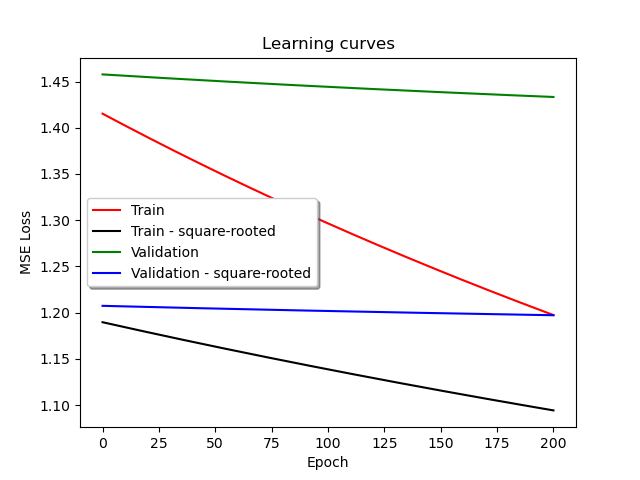 Learning curves
MSE Loss
1.45
1.40
1.35
1.30
1.25
1.20
1.15
1.10
Train
Train - square-rooted
Validation
Validation - square-rooted
0 25 50 75 100 125 150 175 200
Epoch